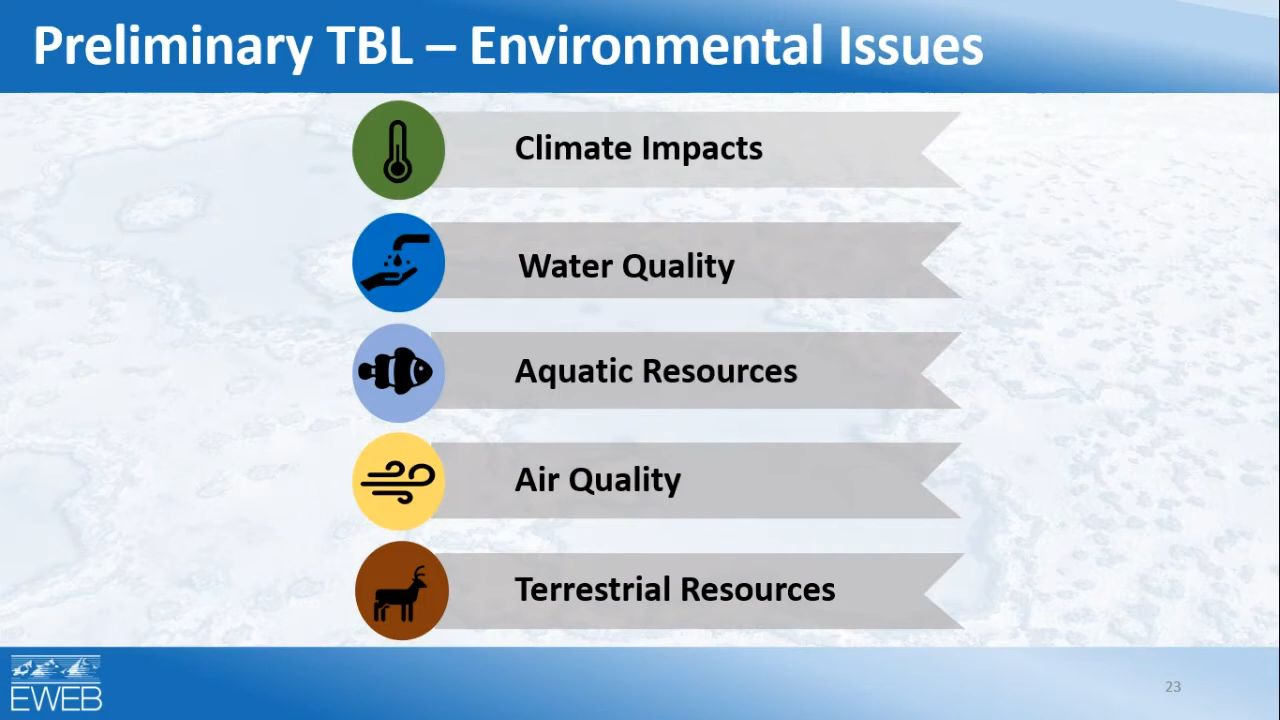 Preliminary TBL – Environmental Issues
Climate Impacts
Water Quality
Aquatic Resources
Air Quality
Terrestrial Resources
EWEB
23